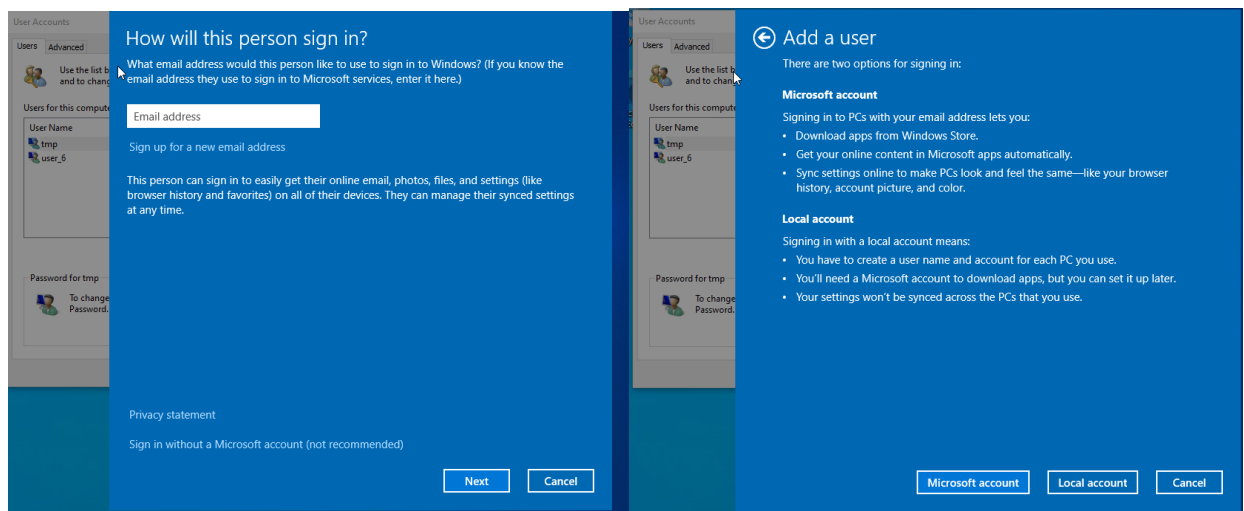 User Accounts
Users Advanced
Use the list b
and to chang
Users for this compute
User Name
tmp
user_6
Password for tmp
To change
Password.
How will this person sign in?
What email address would this person like to use to sign in to Windows? (If you know the
email address they use to sign in to Microsoft services, enter it here.)
Email address
Sign up for a new email address
This person can sign in to easily get their online email, photos, files, and settings (like
browser history and favorites) on all of their devices. They can manage their synced settings
at any time.
Privacy statement
Sign in without a Microsoft account (not recommended)
Next Cancel
User Accounts
Users Advanced
Use the list b
and to chang
Users for this compute
User Name
tmp
user_6
Password for tmp
To change
Password.
Add a user
There are two options for signing in:
Microsoft account
Signing in to PCs with your email address lets you:
• Download apps from Windows Store.
• Get your online content in Microsoft apps automatically.
• Sync settings online to make PCs look and feel the same—like your browser
history, account picture, and color.
Local account
Signing in with a local account means:
• You have to create a user name and account for each PC you use.
• You'll need a Microsoft account to download apps, but you can set it up later.
• Your settings won't be synced across the PCs that you use.
Microsoft account Local account Cancel